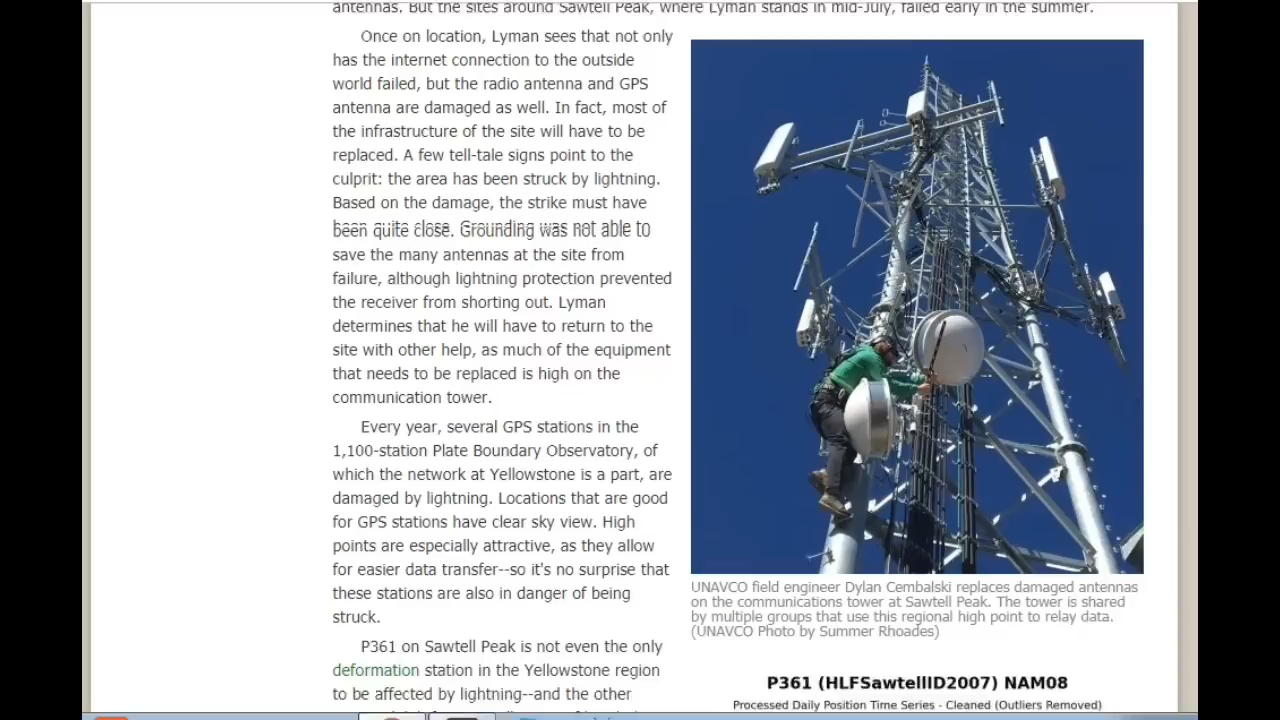 antennas. But the sites around Sawtell Peak, where Lyman stands in mid-July, failed early in the summer.
Once on location, Lyman sees that not only
has the internet connection to the outside
world failed, but the radio antenna and GPS
antenna are damaged as well. In fact, most of
the infrastructure of the site will have to be
replaced. A few tell-tale signs point to the
culprit: the area has been struck by lightning.
Based on the damage, the strike must have
been quite close. Grounding was not able to
save the many antennas at the site from
failure, although lightning protection prevented
the receiver from shorting out. Lyman
determines that he will have to return to the
site with other help, as much of the equipment
that needs to be replaced is high on the
communication tower.
Every year, several GPS stations in the
1,100-station Plate Boundary Observatory, of
which the network at Yellowstone is a part, are
damaged by lightning. Locations that are good
for GPS stations have clear sky view. High
points are especially attractive, as they allow
for easier data transfer--so it's no surprise that
these stations are also in danger of being
struck.
P361 on Sawtell Peak is not even the only
deformation station in the Yellowstone region
to be affected by lightning--and the other
UNAVCO field engineer Dylan Cembalski replaces damaged antennas
on the communications tower at Sawtell Peak. The tower is shared
by multiple groups that use this regional high point to relay data.
(UNAVCO Photo by Summer Rhoades)
P361 (HLFSawtellID2007) NAM08
Processed Daily Position Time Series - Cleaned (Outliers Removed)